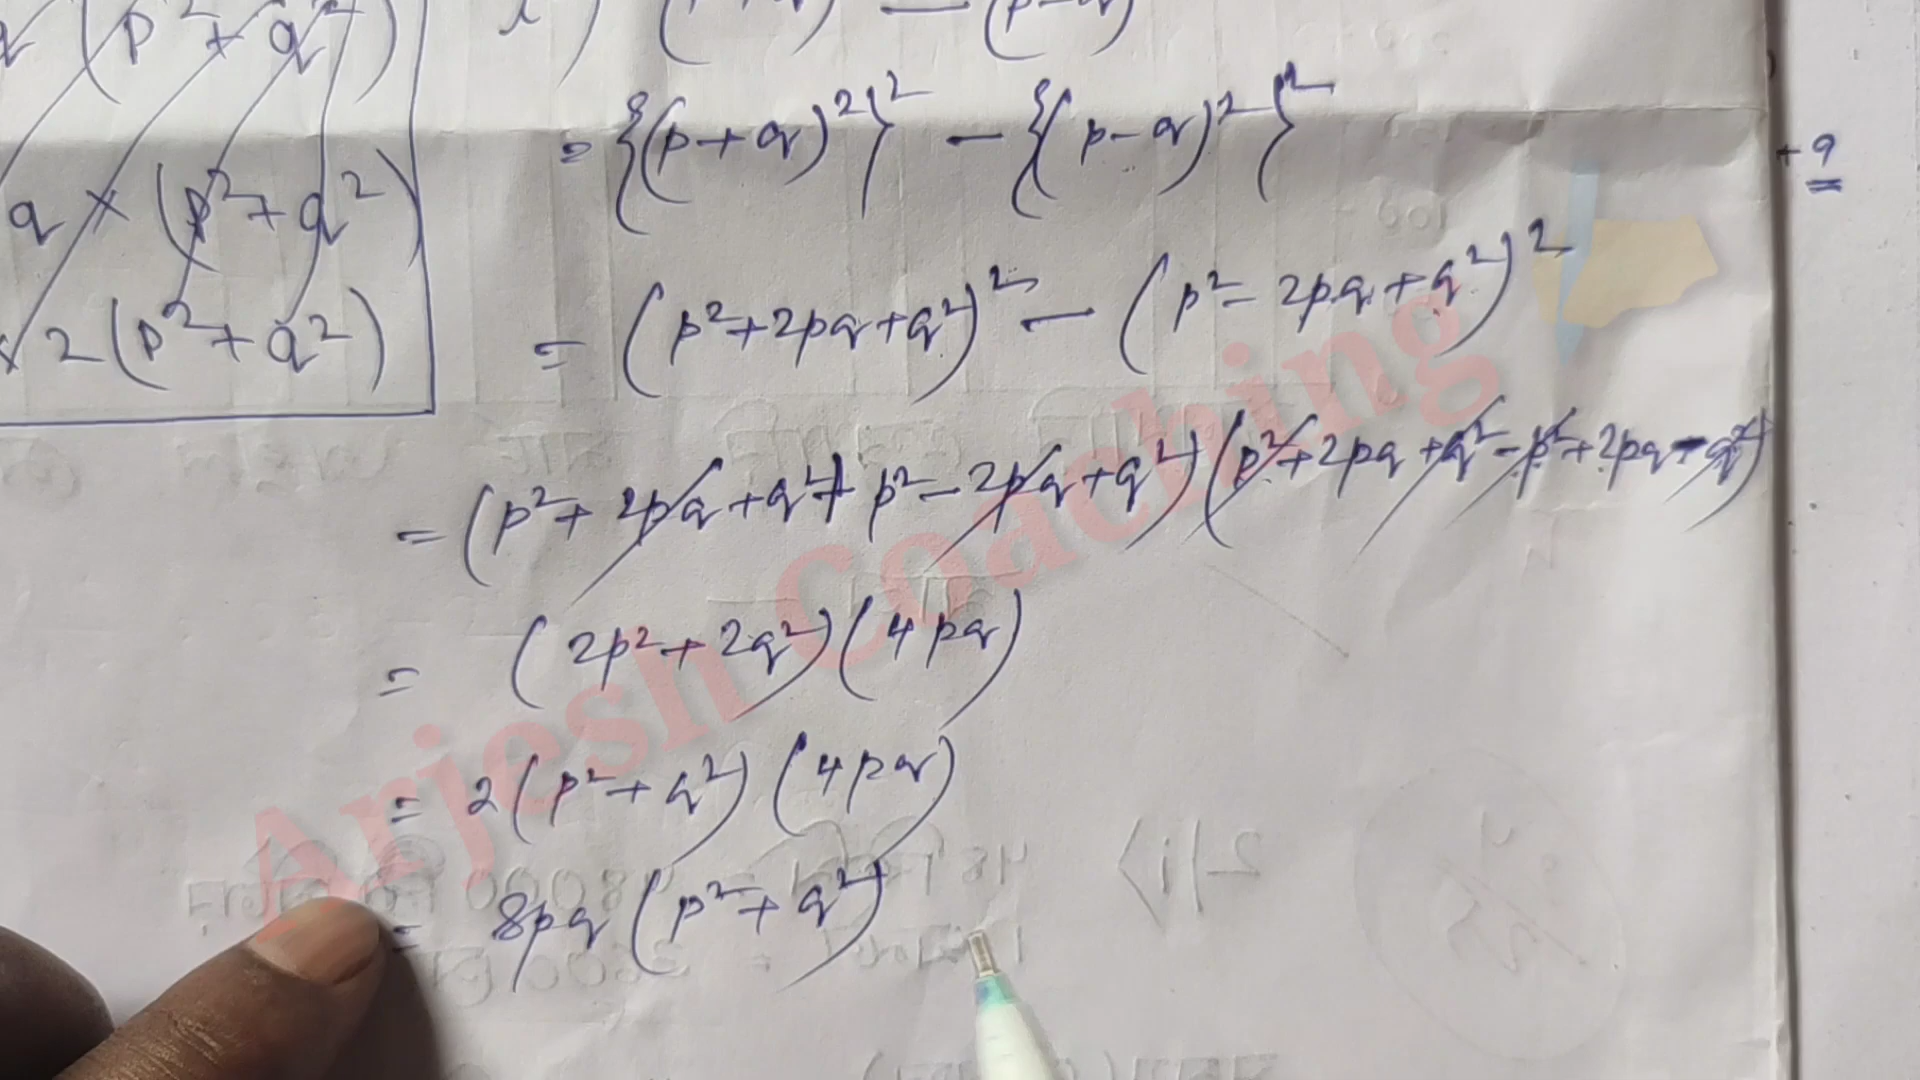 q (p² + q²)
q × (p² + q²)
× 2 (p² + q²)
= {(p + q)²}² - {(p - q)²}²
= (p² + 2pq + q²)² - (p² - 2pq + q²)²
= (p² + 2pq + q² + p² - 2pq + q²) (p² + 2pq + q² - p² + 2pq - q²)
= (2p² + 2q²) (4pq)
= 2 (p² + q²) (4pq)
= 8pq (p² + q²)
+ 9
Arjesh Coaching